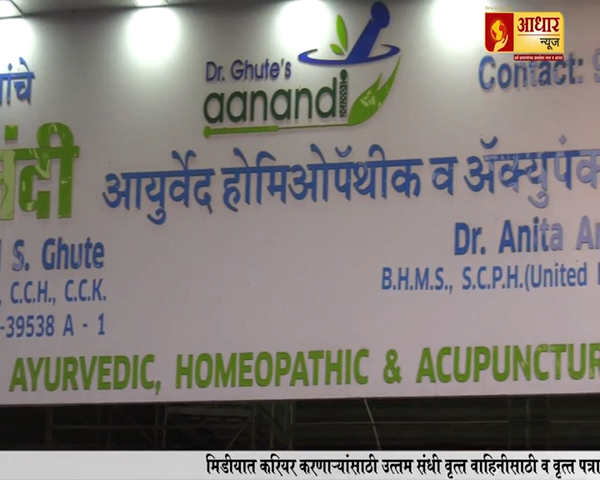 आधार
न्यूज
Dr. Ghute's
aanandi
Contact: 9
यांचे
नंदी
आयुर्वेद होमिओपॅथीक व ॲक्युपंक
S. Ghute
Dr. Anita A
C.C.H., C.C.K.
B.H.M.S., S.C.P.H.(United
-39538 A - 1
AYURVEDIC, HOMEOPATHIC & ACUPUNCTUR
मिडीयात करियर करणाऱ्यांसाठी उत्तम संधी वृत्त वाहिनीसाठी व वृत्त पत्रा